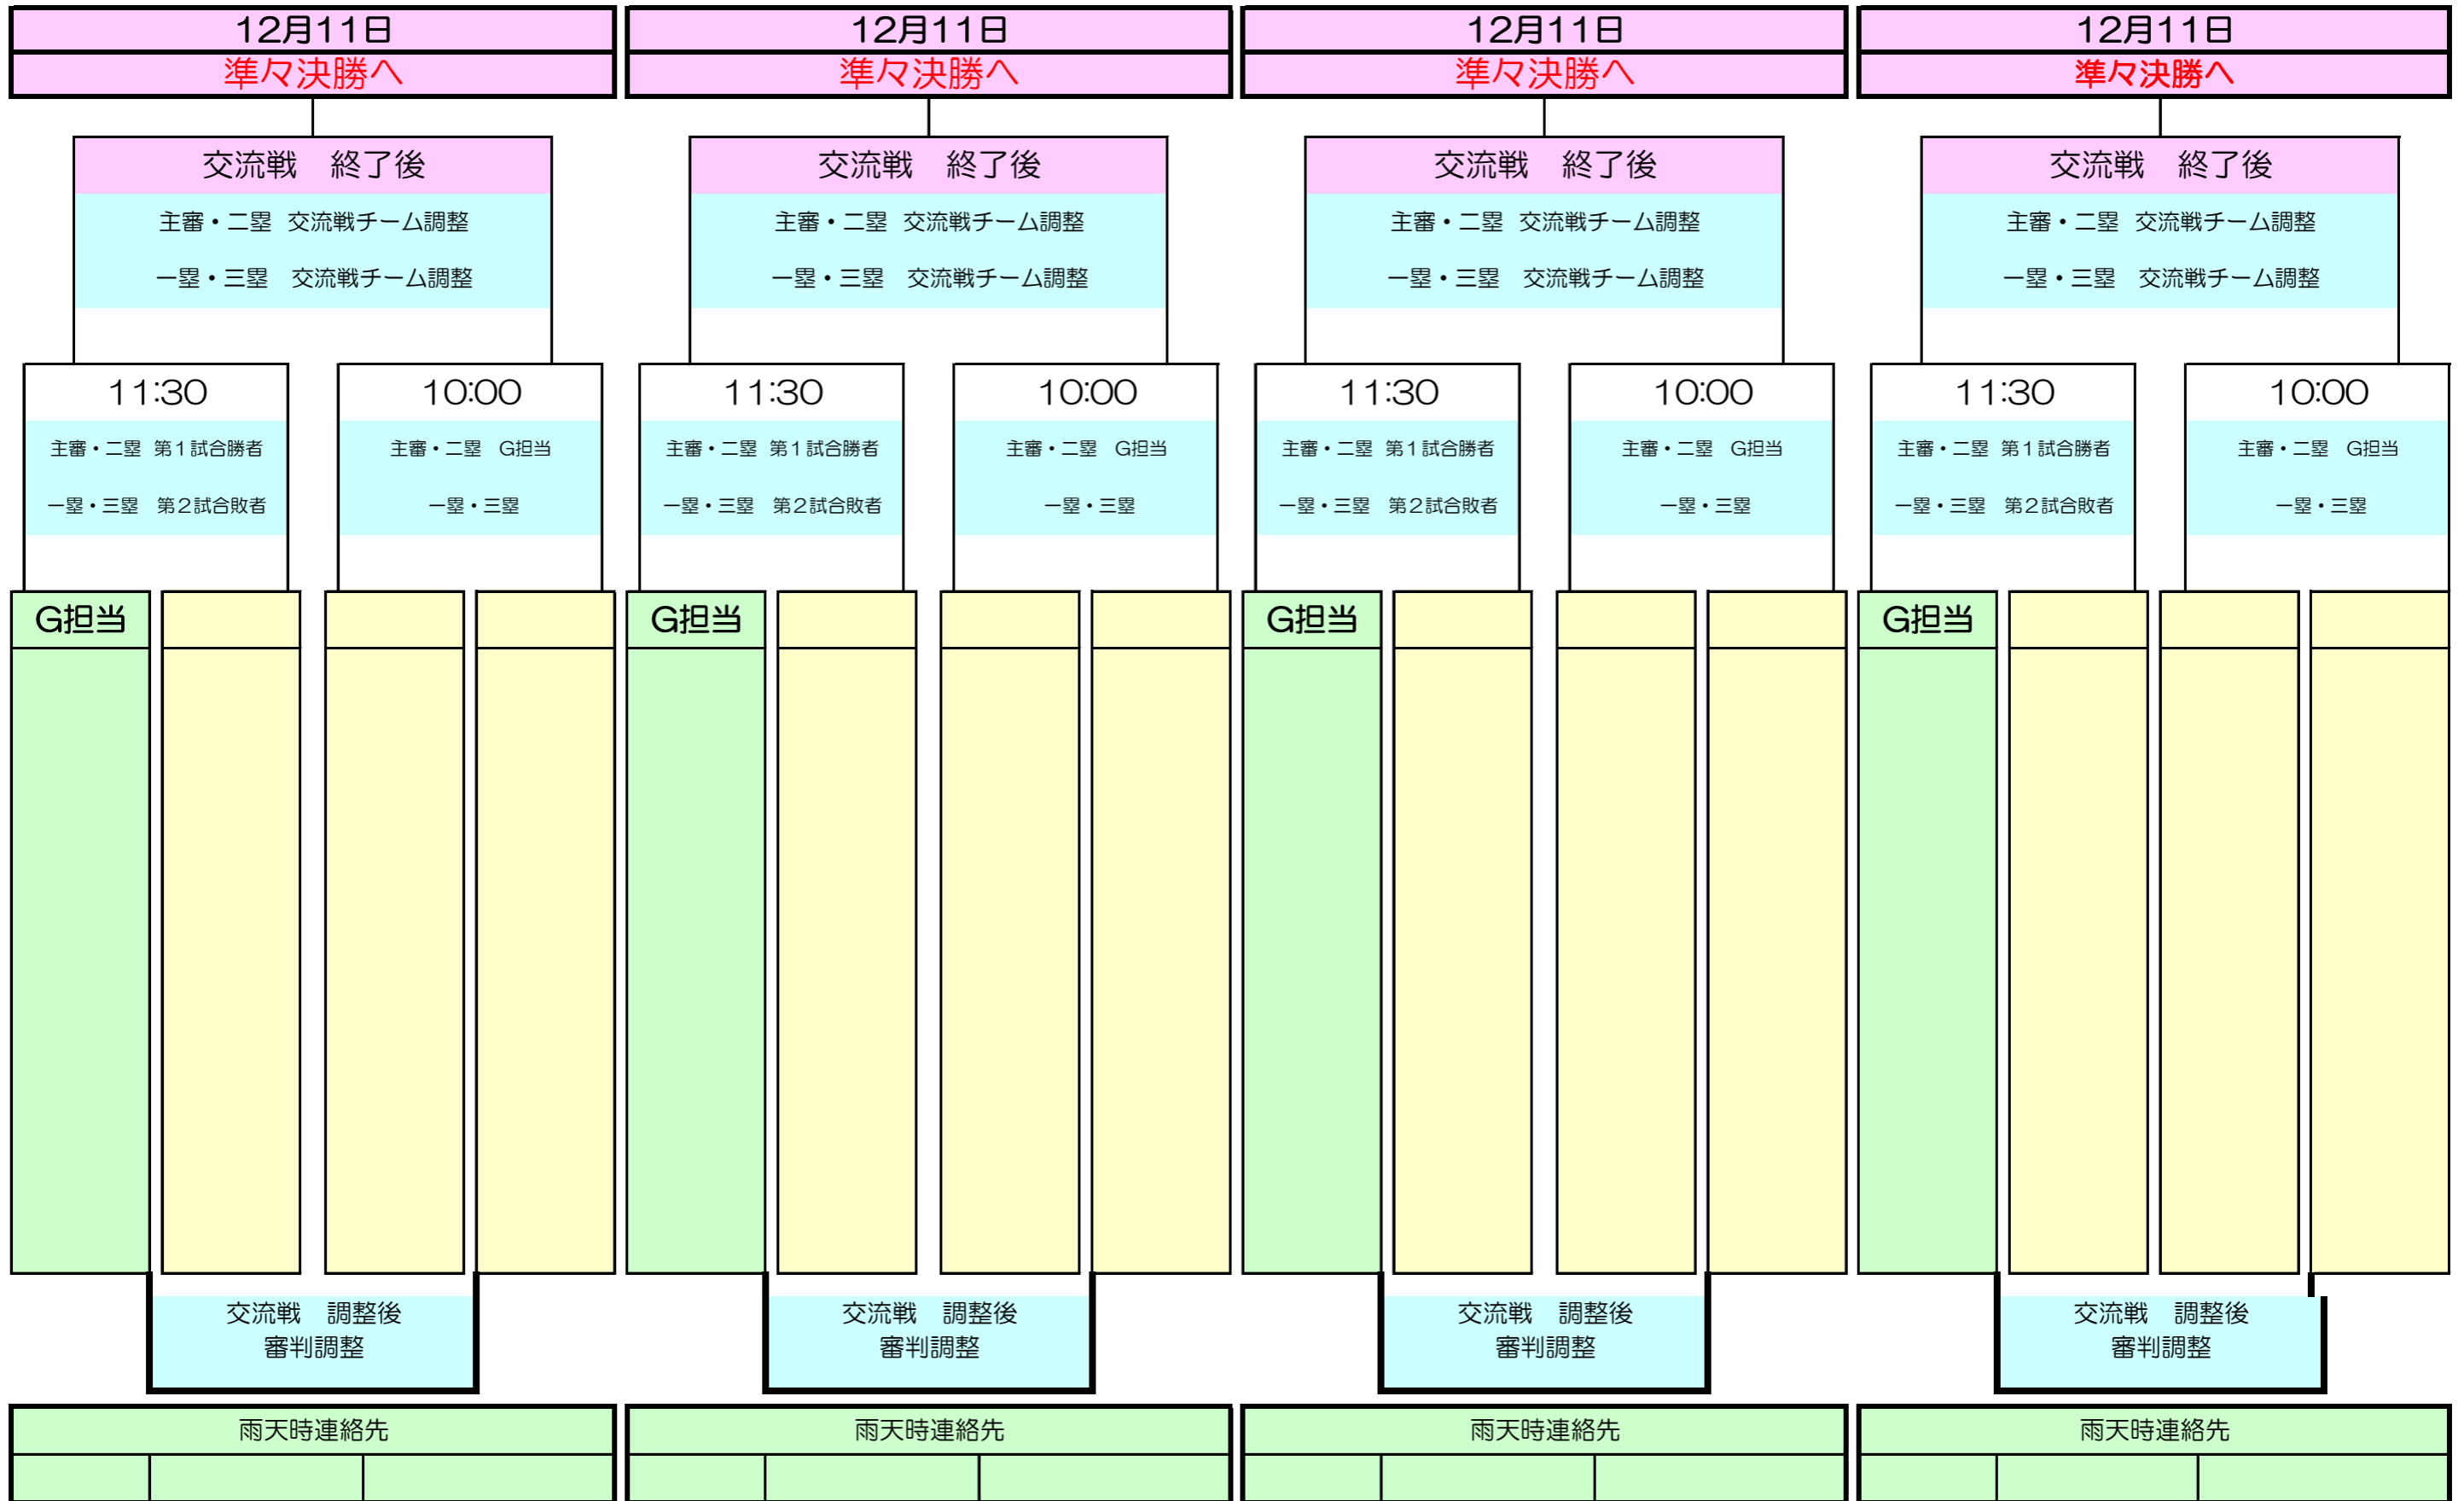 12月11日
準々決勝へ
交流戦　終了後
主審・二塁 交流戦チーム調整
一塁・三塁　交流戦チーム調整
11:30
主審・二塁 第１試合勝者
一塁・三塁　第２試合敗者
10:00
主審・二塁　G担当
一塁・三塁
G担当
交流戦　調整後
審判調整
雨天時連絡先
12月11日
準々決勝へ
交流戦　終了後
主審・二塁 交流戦チーム調整
一塁・三塁　交流戦チーム調整
11:30
主審・二塁 第１試合勝者
一塁・三塁　第２試合敗者
10:00
主審・二塁　G担当
一塁・三塁
G担当
交流戦　調整後
審判調整
雨天時連絡先
12月11日
準々決勝へ
交流戦　終了後
主審・二塁 交流戦チーム調整
一塁・三塁　交流戦チーム調整
11:30
主審・二塁 第１試合勝者
一塁・三塁　第２試合敗者
10:00
主審・二塁　G担当
一塁・三塁
G担当
交流戦　調整後
審判調整
雨天時連絡先
12月11日
準々決勝へ
交流戦　終了後
主審・二塁 交流戦チーム調整
一塁・三塁　交流戦チーム調整
11:30
主審・二塁 第１試合勝者
一塁・三塁　第２試合敗者
10:00
主審・二塁　G担当
一塁・三塁
G担当
交流戦　調整後
審判調整
雨天時連絡先